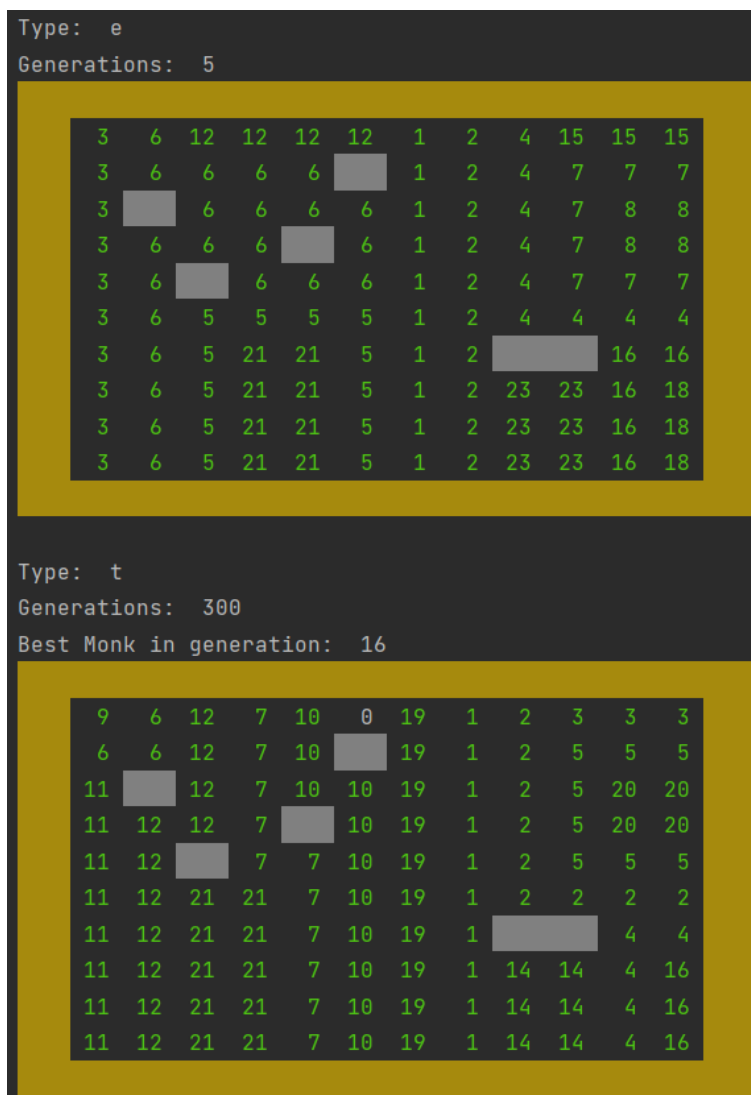 Type:  e
Generations:  5
3 6 12 12 12 12 1 2 4 15 15 15
3 6 6 6 6 1 2 4 7 7 7
3 6 6 6 6 1 2 4 7 8 8
3 6 6 6 6 1 2 4 7 8 8
3 6 6 6 6 1 2 4 7 7 7
3 6 5 5 5 5 1 2 4 4 4 4
3 6 5 21 21 5 1 2 16 16
3 6 5 21 21 5 1 2 23 23 16 18
3 6 5 21 21 5 1 2 23 23 16 18
3 6 5 21 21 5 1 2 23 23 16 18
Type:  t
Generations:  300
Best Monk in generation:  16
9 6 12 7 10 0 19 1 2 3 3 3
6 6 12 7 10 19 1 2 5 5 5
11 12 7 10 10 19 1 2 5 20 20
11 12 12 7 10 19 1 2 5 20 20
11 12 7 7 10 19 1 2 5 5 5
11 12 21 21 7 10 19 1 2 2 2 2
11 12 21 21 7 10 19 1 4 4
11 12 21 21 7 10 19 1 14 14 4 16
11 12 21 21 7 10 19 1 14 14 4 16
11 12 21 21 7 10 19 1 14 14 4 16